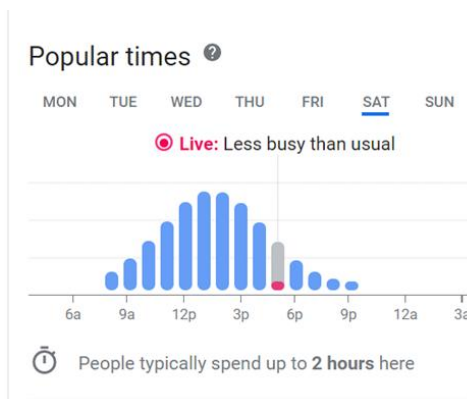 Popular times ?
MON TUE WED THU FRI SAT SUN
Live: Less busy than usual
6a 9a 12p 3p 6p 9p 12a 3a
People typically spend up to 2 hours here